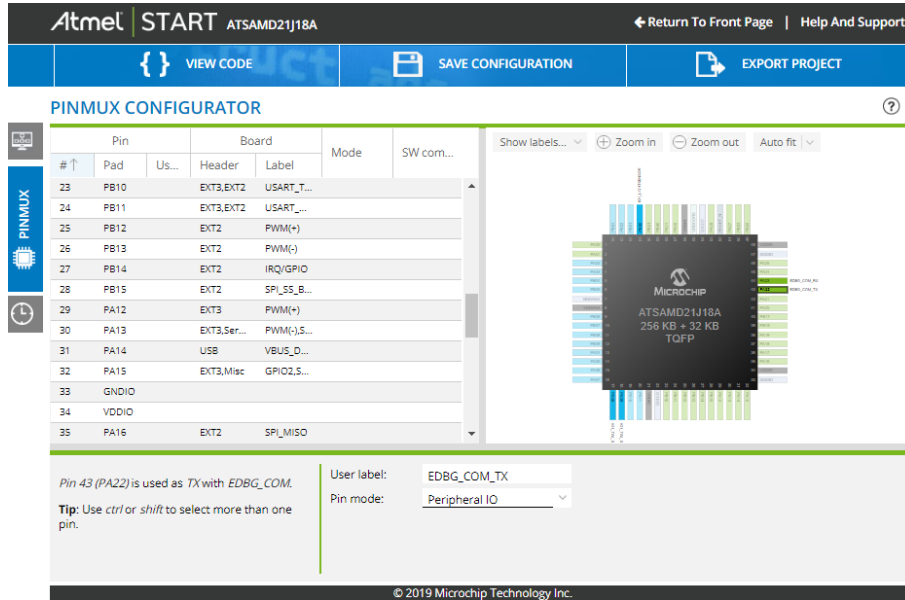 Atmel START ATSAMD21J18A
Return To Front Page | Help And Support
{ } VIEW CODE
SAVE CONFIGURATION
EXPORT PROJECT
PINMUX CONFIGURATOR
?
PINMUX
Pin Board Mode SW com...
#↑ Pad Us... Header Label
23 PB10 EXT3,EXT2 USART_T...
24 PB11 EXT3,EXT2 USART_...
25 PB12 EXT2 PWM(+)
26 PB13 EXT2 PWM(-)
27 PB14 EXT2 IRQ/GPIO
28 PB15 EXT2 SPI_SS_B...
29 PA12 EXT3 PWM(+)
30 PA13 EXT3,Ser... PWM(-),S...
31 PA14 USB VBUS_D...
32 PA15 EXT3,Misc GPIO2,S...
33 GNDIO
34 VDDIO
35 PA16 EXT2 SPI_MISO
Show labels... Zoom in Zoom out Auto fit
MICROCHIP
ATSAMD21J18A
256 KB + 32 KB
TQFP
EDBG_COM_RX
PA22 EDBG_COM_TX
Pin 43 (PA22) is used as TX with EDBG_COM.
Tip: Use ctrl or shift to select more than one
pin.
User label: EDBG_COM_TX
Pin mode: Peripheral IO
© 2019 Microchip Technology Inc.